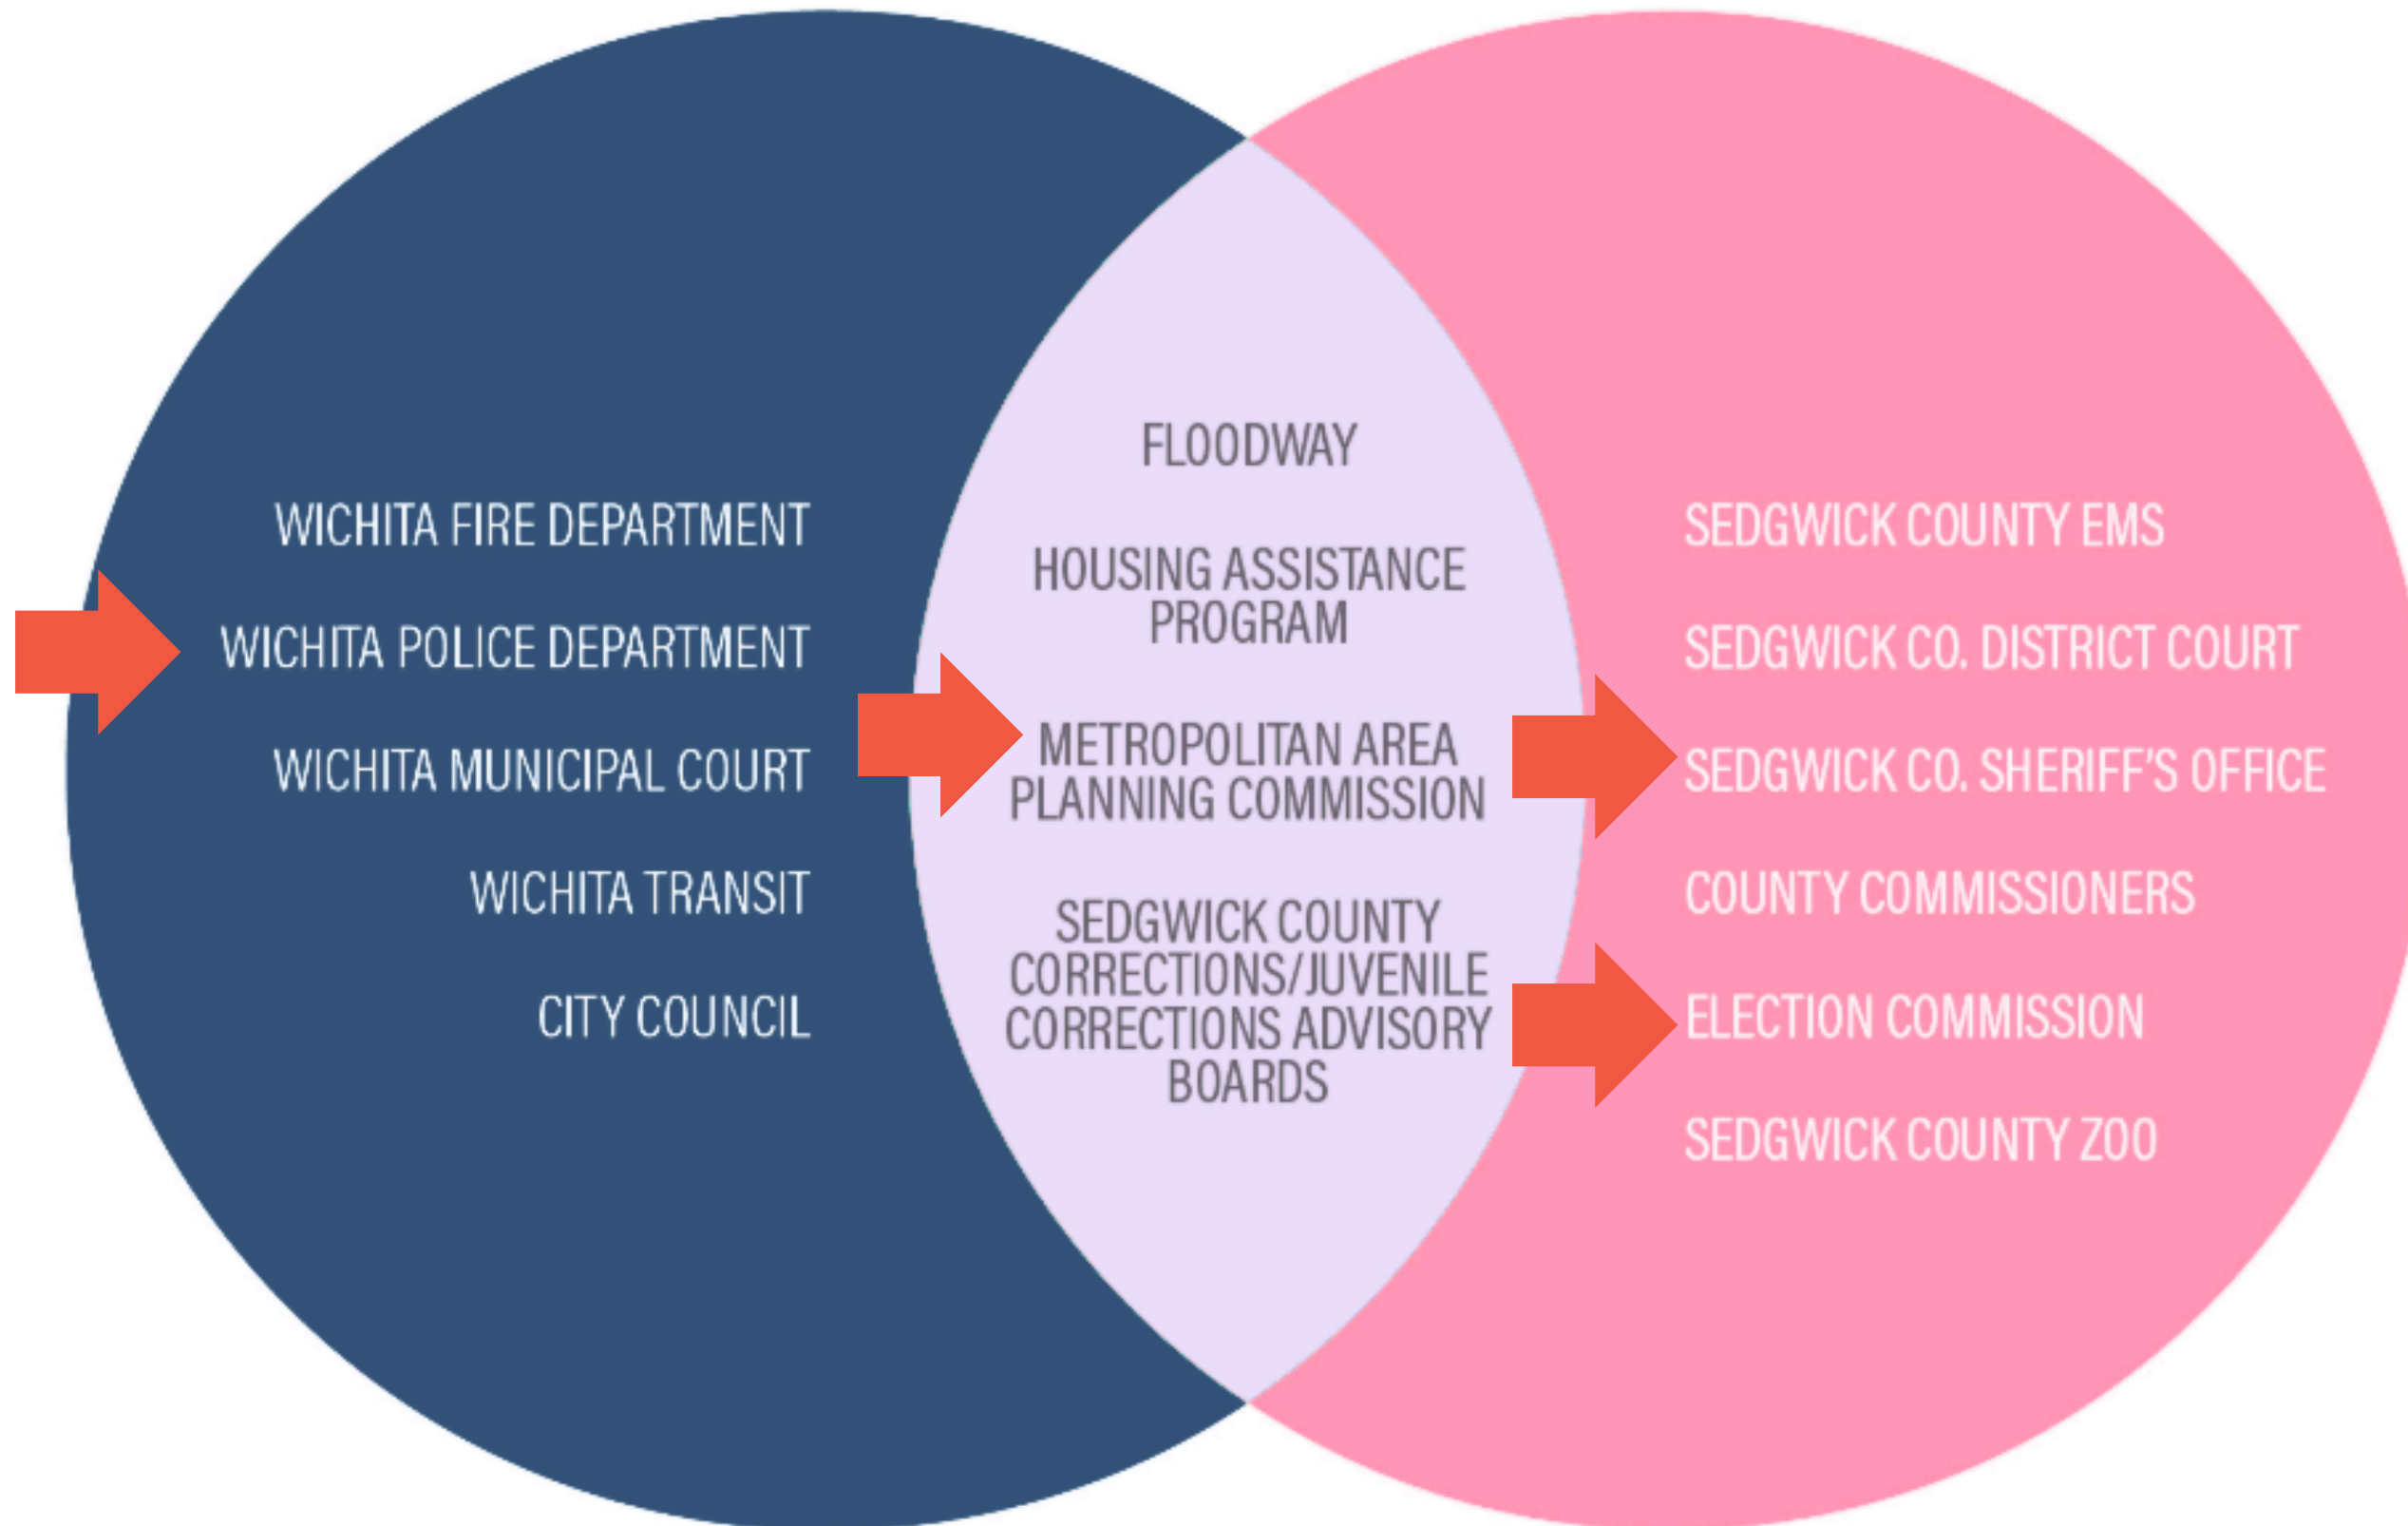 WICHITA FIRE DEPARTMENT
WICHITA POLICE DEPARTMENT
WICHITA MUNICIPAL COURT
WICHITA TRANSIT
CITY COUNCIL
FLOODWAY
HOUSING ASSISTANCE
PROGRAM
METROPOLITAN AREA
PLANNING COMMISSION
SEDGWICK COUNTY
CORRECTIONS/JUVENILE
CORRECTIONS ADVISORY
BOARDS
SEDGWICK COUNTY EMS
SEDGWICK CO. DISTRICT COURT
SEDGWICK CO. SHERIFF'S OFFICE
COUNTY COMMISSIONERS
ELECTION COMMISSION
SEDGWICK COUNTY ZOO